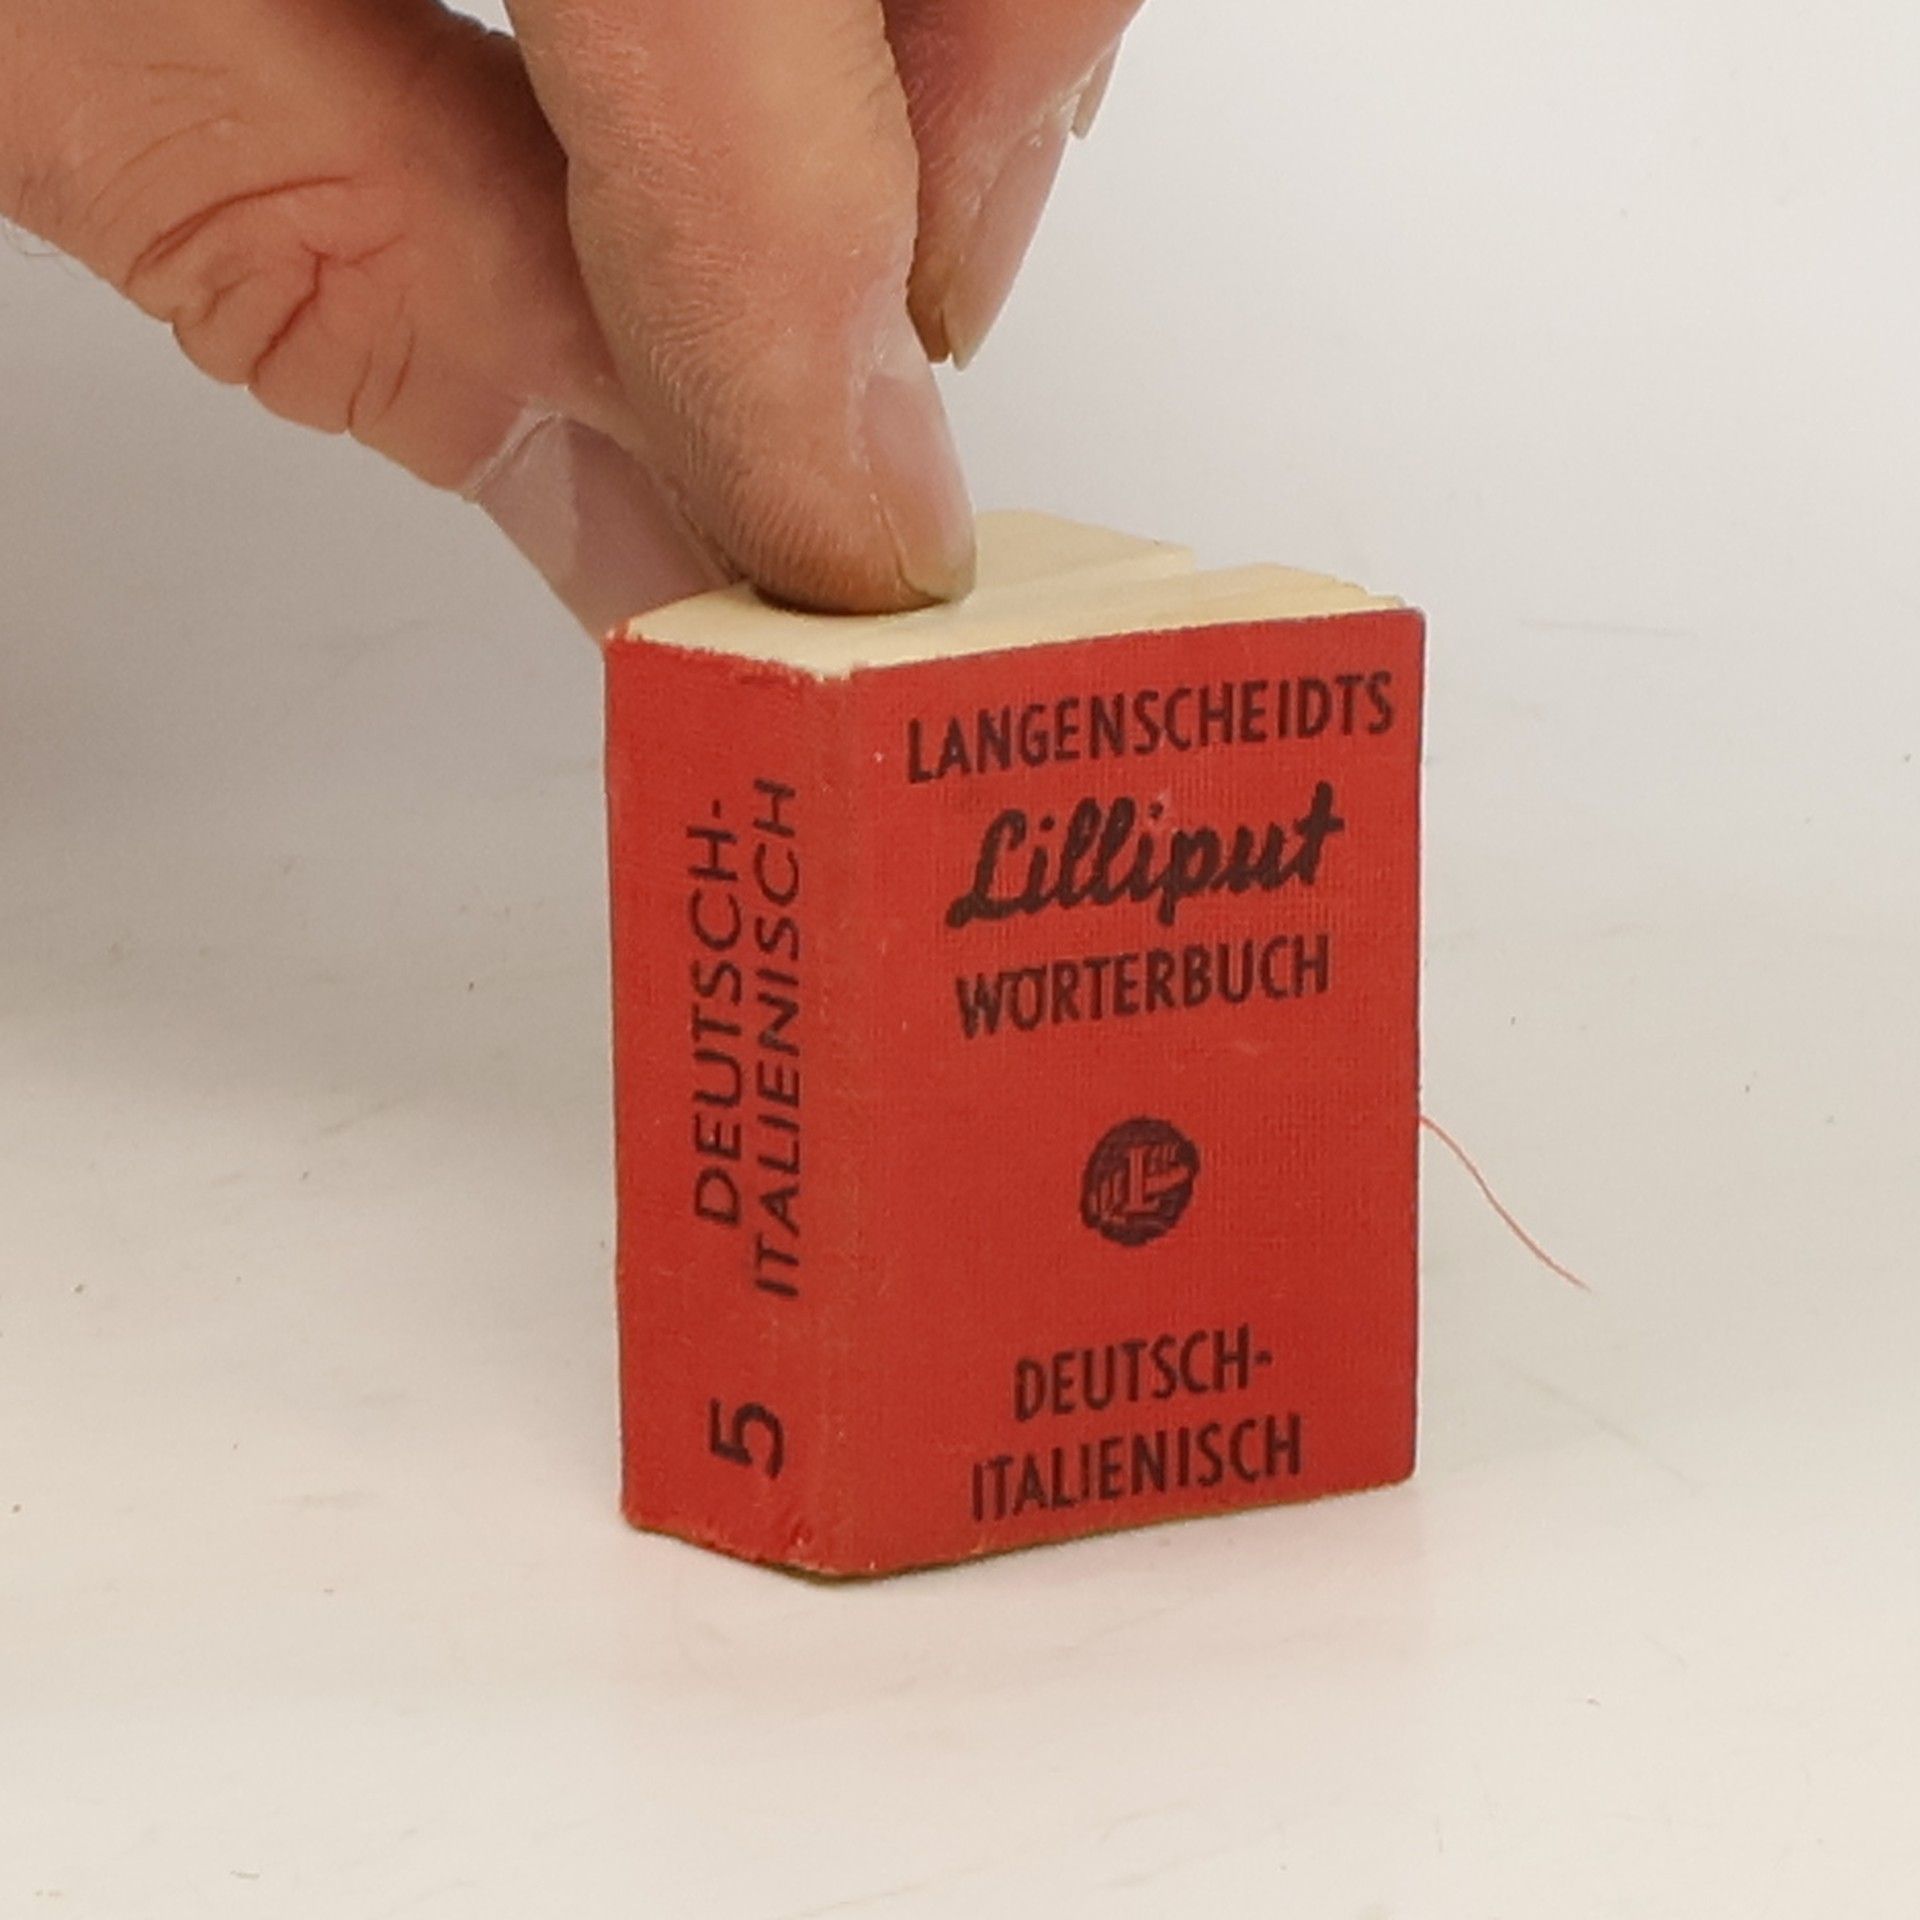 DEUTSCH-
ITALIENISCH
5
LANGENSCHEIDTS
Lilliput
WÖRTERBUCH
L
DEUTSCH-
ITALIENISCH